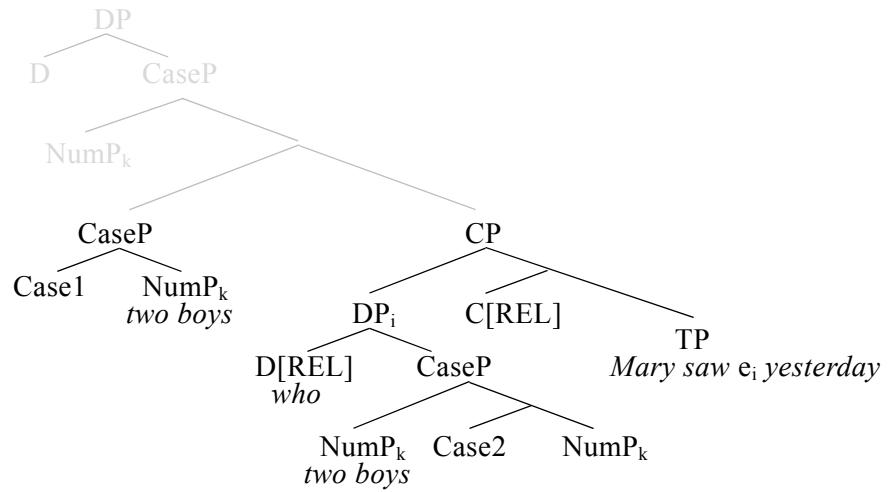 DP
D CaseP
NumPk
CaseP CP
Case1 NumPk
two boys
DPi C[REL] TP
Mary saw ei yesterday
D[REL] CaseP
who
NumPk Case2 NumPk
two boys